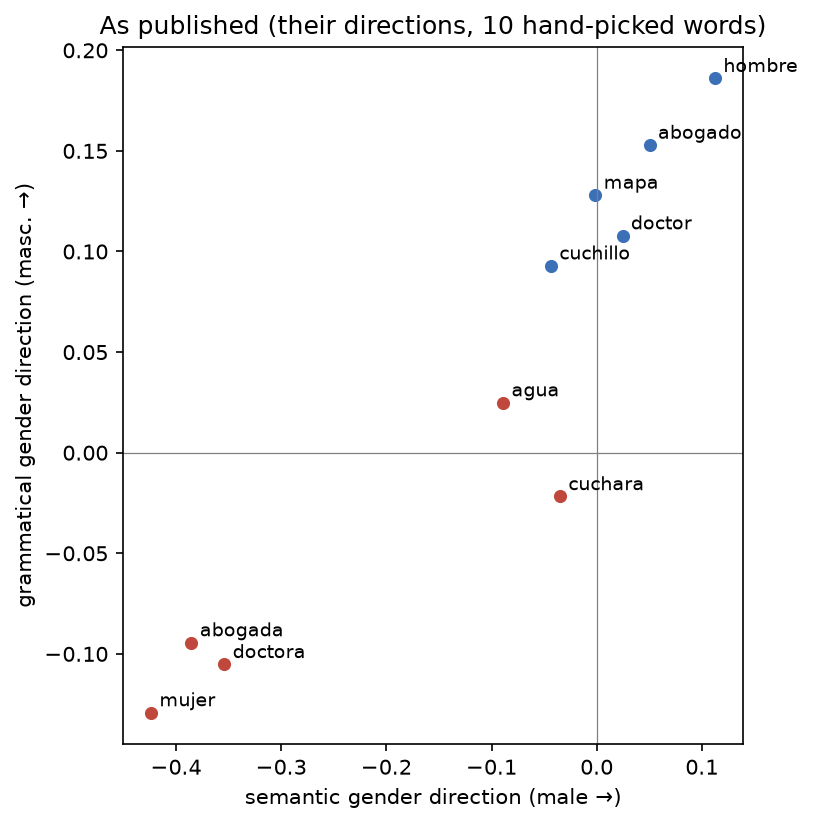 As published (their directions, 10 hand-picked words)
grammatical gender direction (masc. →)
0.20
0.15
0.10
0.05
0.00
−0.05
−0.10
hombre
abogado
mapa
doctor
cuchillo
agua
cuchara
abogada
doctora
mujer
−0.4 −0.3 −0.2 −0.1 0.0 0.1
semantic gender direction (male →)